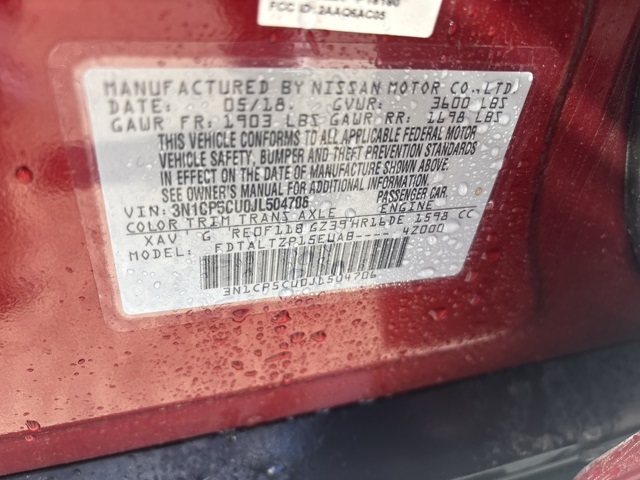 FCC ID: 2AAQ6AC05
MANUFACTURED BY NISSAN MOTOR CO., LTD.
DATE: 05/18. GVWR: 3600 LBS
GAWR FR: 1903 LBS GAWR RR: 1698 LBS
THIS VEHICLE CONFORMS TO ALL APPLICABLE FEDERAL MOTOR
VEHICLE SAFETY, BUMPER AND THEFT PREVENTION STANDARDS
IN EFFECT ON THE DATE OF MANUFACTURE SHOWN ABOVE.
SEE OWNER'S MANUAL FOR ADDITIONAL INFORMATION.
VIN: 3N1CP5CU0JL504706 PASSENGER CAR
COLOR TRIM TRANS AXLE ENGINE
XAV G RE0F11B GZ39 HR16DE 1598 CC
MODEL: FDTALTZP15EUAB---- 4Z000
3N1CP5CU0JL504706